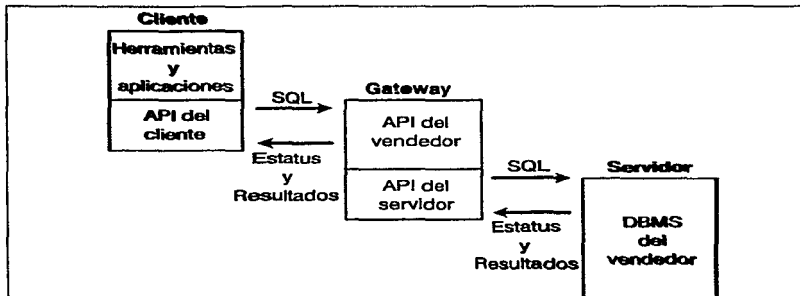 Cliente
Herramientas
y
aplicaciones
API del
cliente
SQL
Estatus
y
Resultados
Gateway
API del
vendedor
API del
servidor
SQL
Estatus
y
Resultados
Servidor
DBMS
del
vendedor